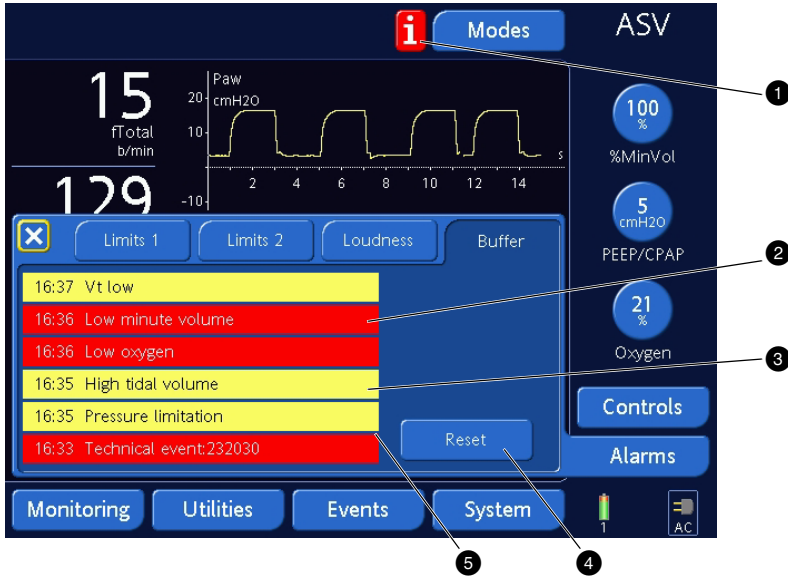 i
Modes
ASV
1
15
fTotal
b/min
Paw
cmH2O
20
10
-10
2 4 6 8 10 12 14
s
129
100
%
%MinVol
5
cmH2O
PEEP/CPAP
21
%
Oxygen
X
Limits 1
Limits 2
Loudness
Buffer
2
16:37 Vt low
16:36 Low minute volume
16:36 Low oxygen
16:35 High tidal volume
16:35 Pressure limitation
16:33 Technical event:232030
3
Reset
Controls
Alarms
Monitoring
Utilities
Events
System
1
AC
5
4